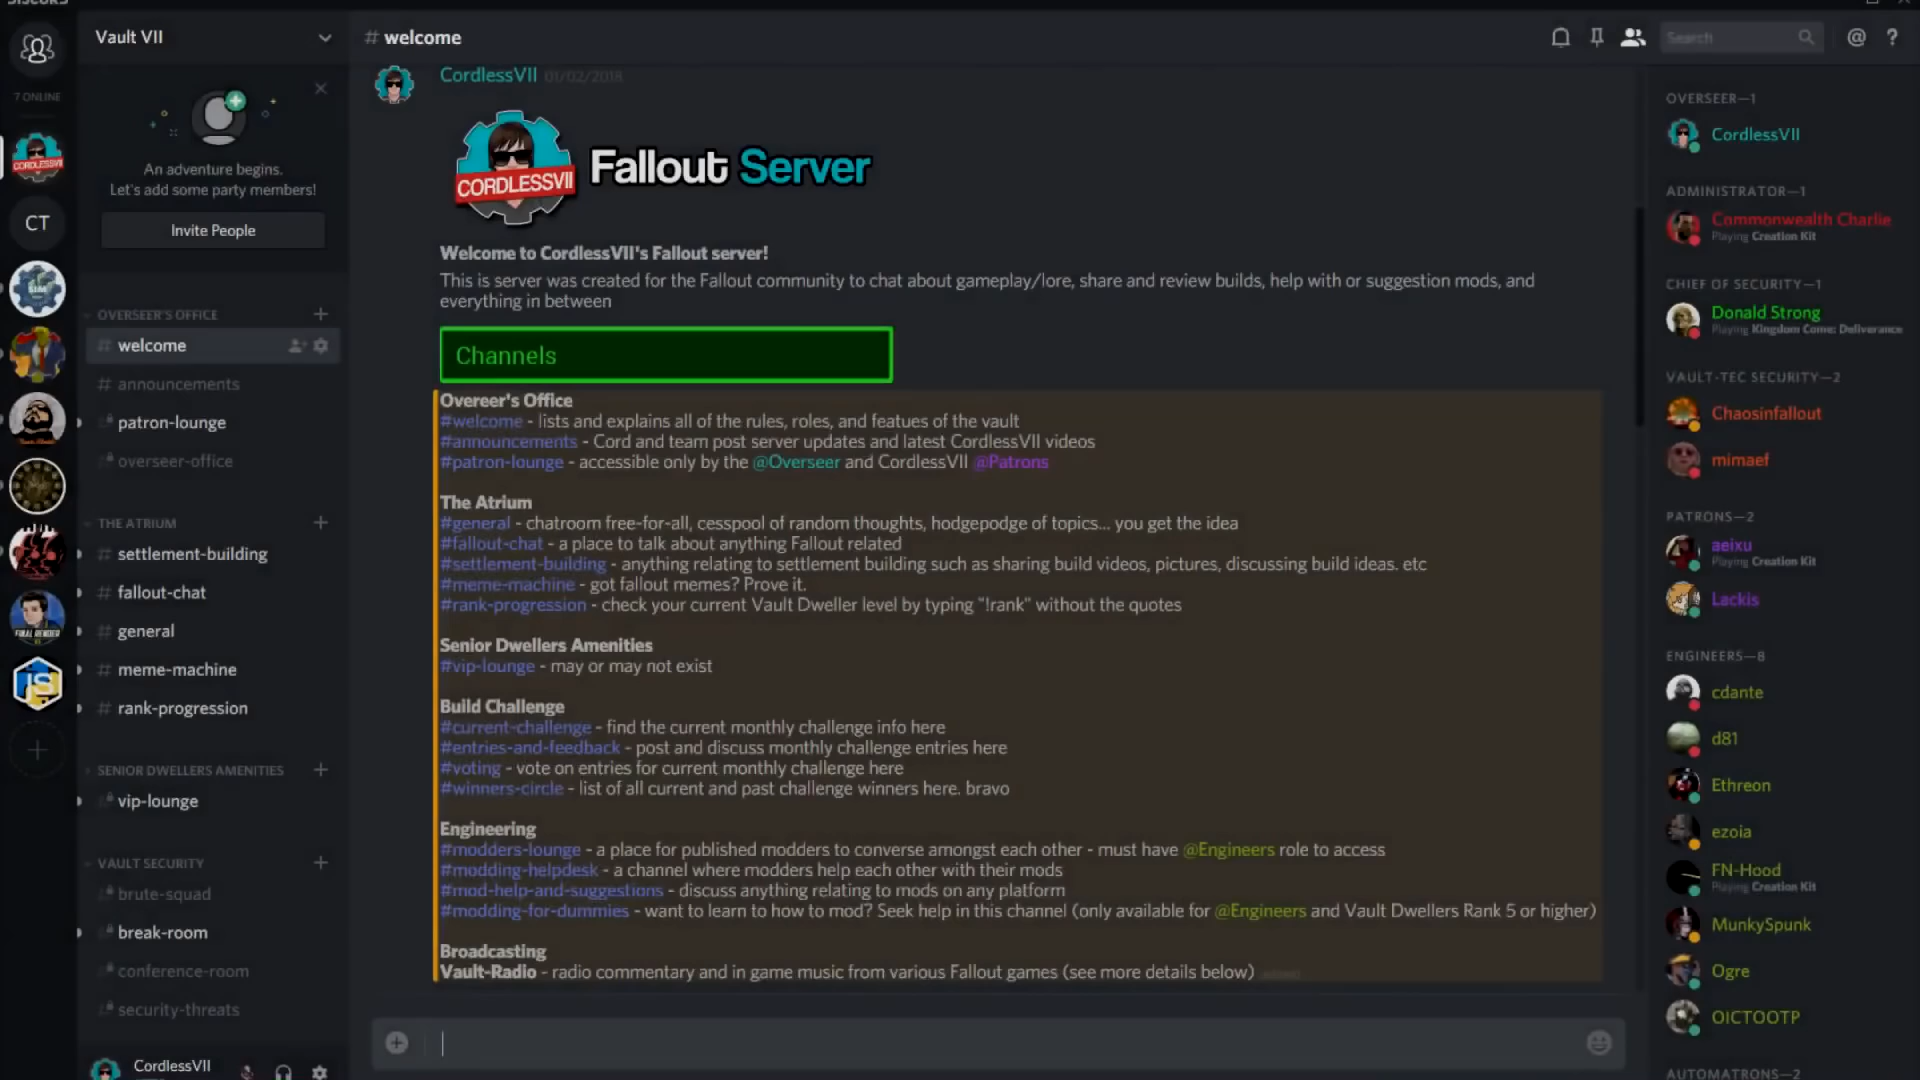 Vault VII
# welcome
Search
@
?
7 ONLINE
CORDLESSVII
CT
SIM
FINAL RENDER
JS
An adventure begins.
Let's add some party members!
Invite People
OVERSEER'S OFFICE
# welcome
# announcements
patron-lounge
overseer-office
THE ATRIUM
# settlement-building
# fallout-chat
# general
# meme-machine
# rank-progression
SENIOR DWELLERS AMENITIES
vip-lounge
VAULT SECURITY
brute-squad
break-room
conference-room
security-threats
CordlessVII
CordlessVII 01/02/2018
CORDLESSVII
Fallout Server
Welcome to CordlessVII's Fallout server!
This is server was created for the Fallout community to chat about gameplay/lore, share and review builds, help with or suggestion mods, and
everything in between
Channels
Overeer's Office
#welcome - lists and explains all of the rules, roles, and featues of the vault
#announcements - Cord and team post server updates and latest CordlessVII videos
#patron-lounge - accessible only by the @Overseer and CordlessVII @Patrons
The Atrium
#general - chatroom free-for-all, cesspool of random thoughts, hodgepodge of topics... you get the idea
#fallout-chat - a place to talk about anything Fallout related
#settlement-building - anything relating to settlement building such as sharing build videos, pictures, discussing build ideas. etc
#meme-machine - got fallout memes? Prove it.
#rank-progression - check your current Vault Dweller level by typing "!rank" without the quotes
Senior Dwellers Amenities
#vip-lounge - may or may not exist
Build Challenge
#current-challenge - find the current monthly challenge info here
#entries-and-feedback - post and discuss monthly challenge entries here
#voting - vote on entries for current monthly challenge here
#winners-circle - list of all current and past challenge winners here. bravo
Engineering
#modders-lounge - a place for published modders to converse amongst each other - must have @Engineers role to access
#modding-helpdesk - a channel where modders help each other with their mods
#mod-help-and-suggestions - discuss anything relating to mods on any platform
#modding-for-dummies - want to learn to how to mod? Seek help in this channel (only available for @Engineers and Vault Dwellers Rank 5 or higher)
Broadcasting
Vault-Radio - radio commentary and in game music from various Fallout games (see more details below)
OVERSEER—1
CordlessVII
ADMINISTRATOR—1
Commonwealth Charlie
Playing Creation Kit
CHIEF OF SECURITY—1
Donald Strong
Playing Kingdom Come: Deliverance
VAULT-TEC SECURITY—2
Chaosinfallout
mimaef
PATRONS—2
aeixu
Playing Creation Kit
Lackis
ENGINEERS—8
cdante
d81
Ethreon
ezoia
FN-Hood
Playing Creation Kit
MunkySpunk
Ogre
OICTOOTP
AUTOMATRONS—2